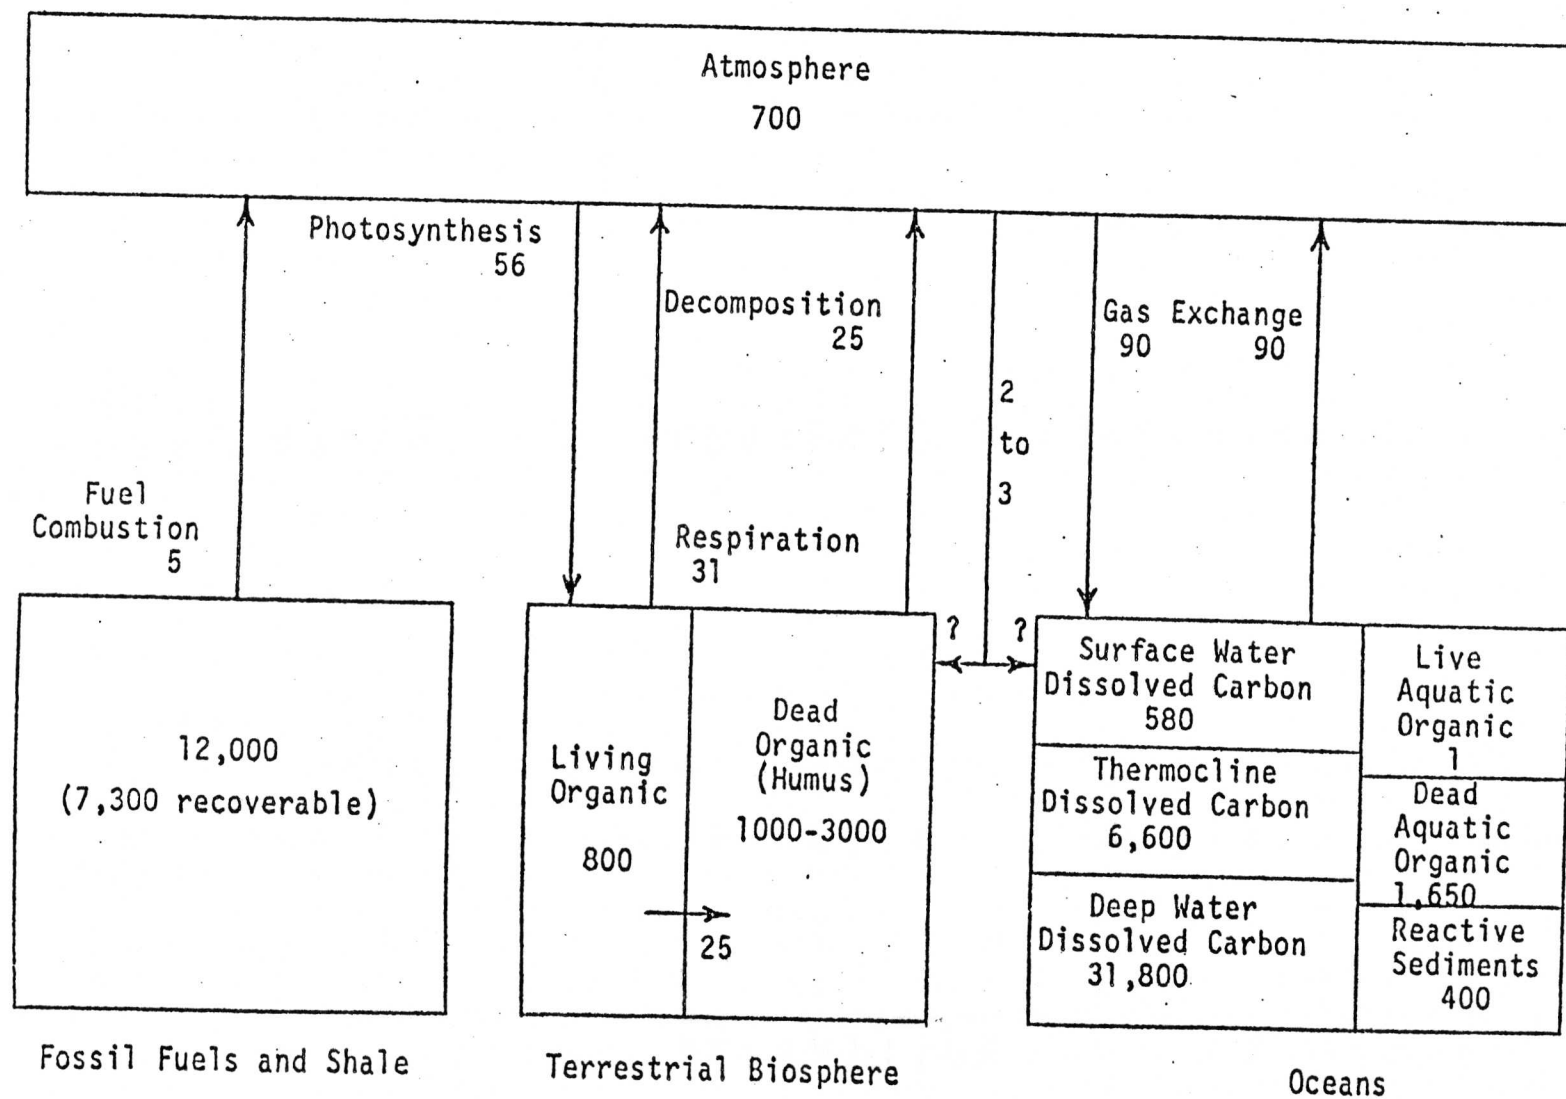 Atmosphere
700
Photosynthesis
56
Decomposition
25
Gas Exchange
90 90
2
to
3
Fuel
Combustion
5
Respiration
31
12,000
(7,300 recoverable)
Living
Organic
800
25
Dead
Organic
(Humus)
1000-3000
? ?
Surface Water
Dissolved Carbon
580
Thermocline
Dissolved Carbon
6,600
Deep Water
Dissolved Carbon
31,800
Live
Aquatic
Organic
1
Dead
Aquatic
Organic
1,650
Reactive
Sediments
400
Fossil Fuels and Shale
Terrestrial Biosphere
Oceans